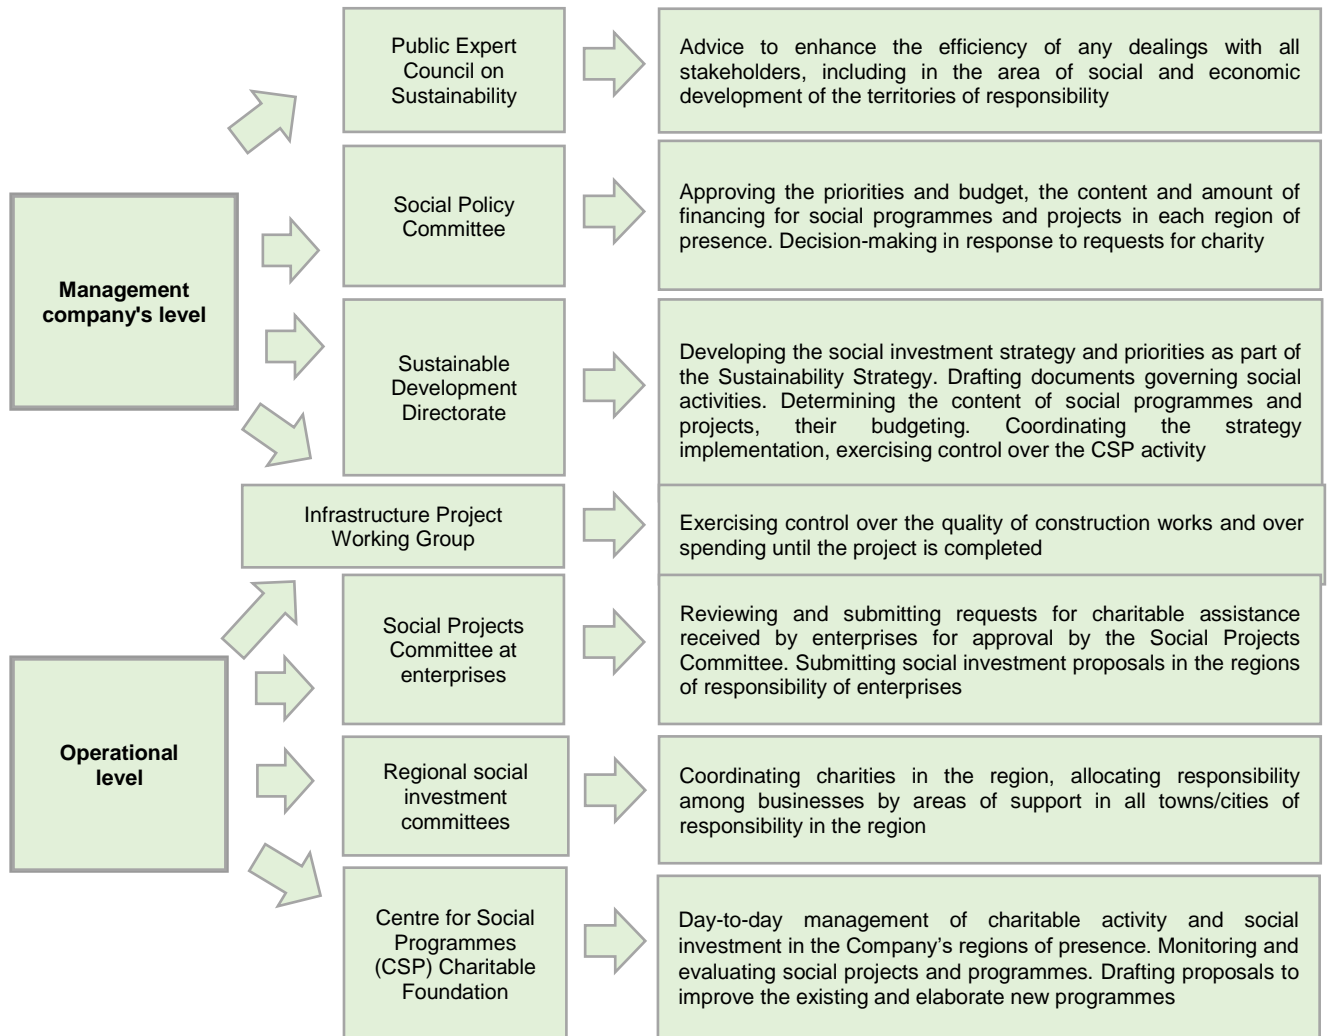 Public Expert
Council on
Sustainability
Advice to enhance the efficiency of any dealings with all
stakeholders, including in the area of social and economic
development of the territories of responsibility
Management
company's level
Social Policy
Committee
Approving the priorities and budget, the content and amount of
financing for social programmes and projects in each region of
presence. Decision-making in response to requests for charity
Sustainable
Development
Directorate
Developing the social investment strategy and priorities as part of
the Sustainability Strategy. Drafting documents governing social
activities. Determining the content of social programmes and
projects, their budgeting. Coordinating the strategy
implementation, exercising control over the CSP activity
Infrastructure Project
Working Group
Exercising control over the quality of construction works and over
spending until the project is completed
Operational
level
Social Projects
Committee at
enterprises
Reviewing and submitting requests for charitable assistance
received by enterprises for approval by the Social Projects
Committee. Submitting social investment proposals in the regions
of responsibility of enterprises
Regional social
investment
committees
Coordinating charities in the region, allocating responsibility
among businesses by areas of support in all towns/cities of
responsibility in the region
Centre for Social
Programmes
(CSP) Charitable
Foundation
Day-to-day management of charitable activity and social
investment in the Company’s regions of presence. Monitoring and
evaluating social projects and programmes. Drafting proposals to
improve the existing and elaborate new programmes